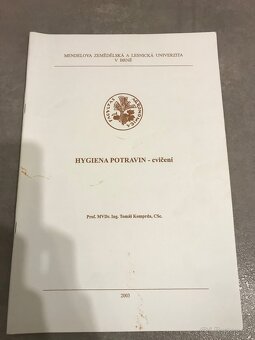 MENDELOVA ZEMĚDĚLSKÁ A LESNICKÁ UNIVERZITA
V BRNĚ
HYGIENA POTRAVIN - cvičení
Prof. MVDr. Ing. Tomáš Komprda, CSc.
2003